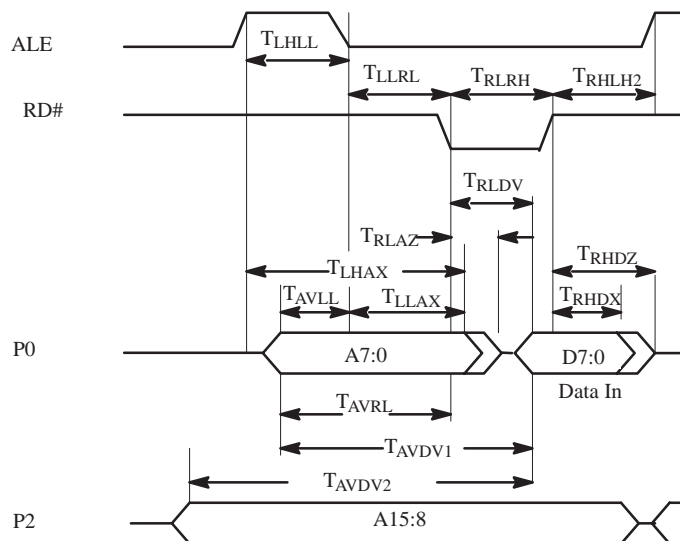 ALE
TLHLL
TLLRL TRLRH TRHLH2
RD#
TRLDV
TRLAZ
TLHAX
TRHDZ
TAVLL TLLAX
TRHDX
P0
A7:0
D7:0
Data In
TAVRL
TAVDV1
TAVDV2
P2
A15:8